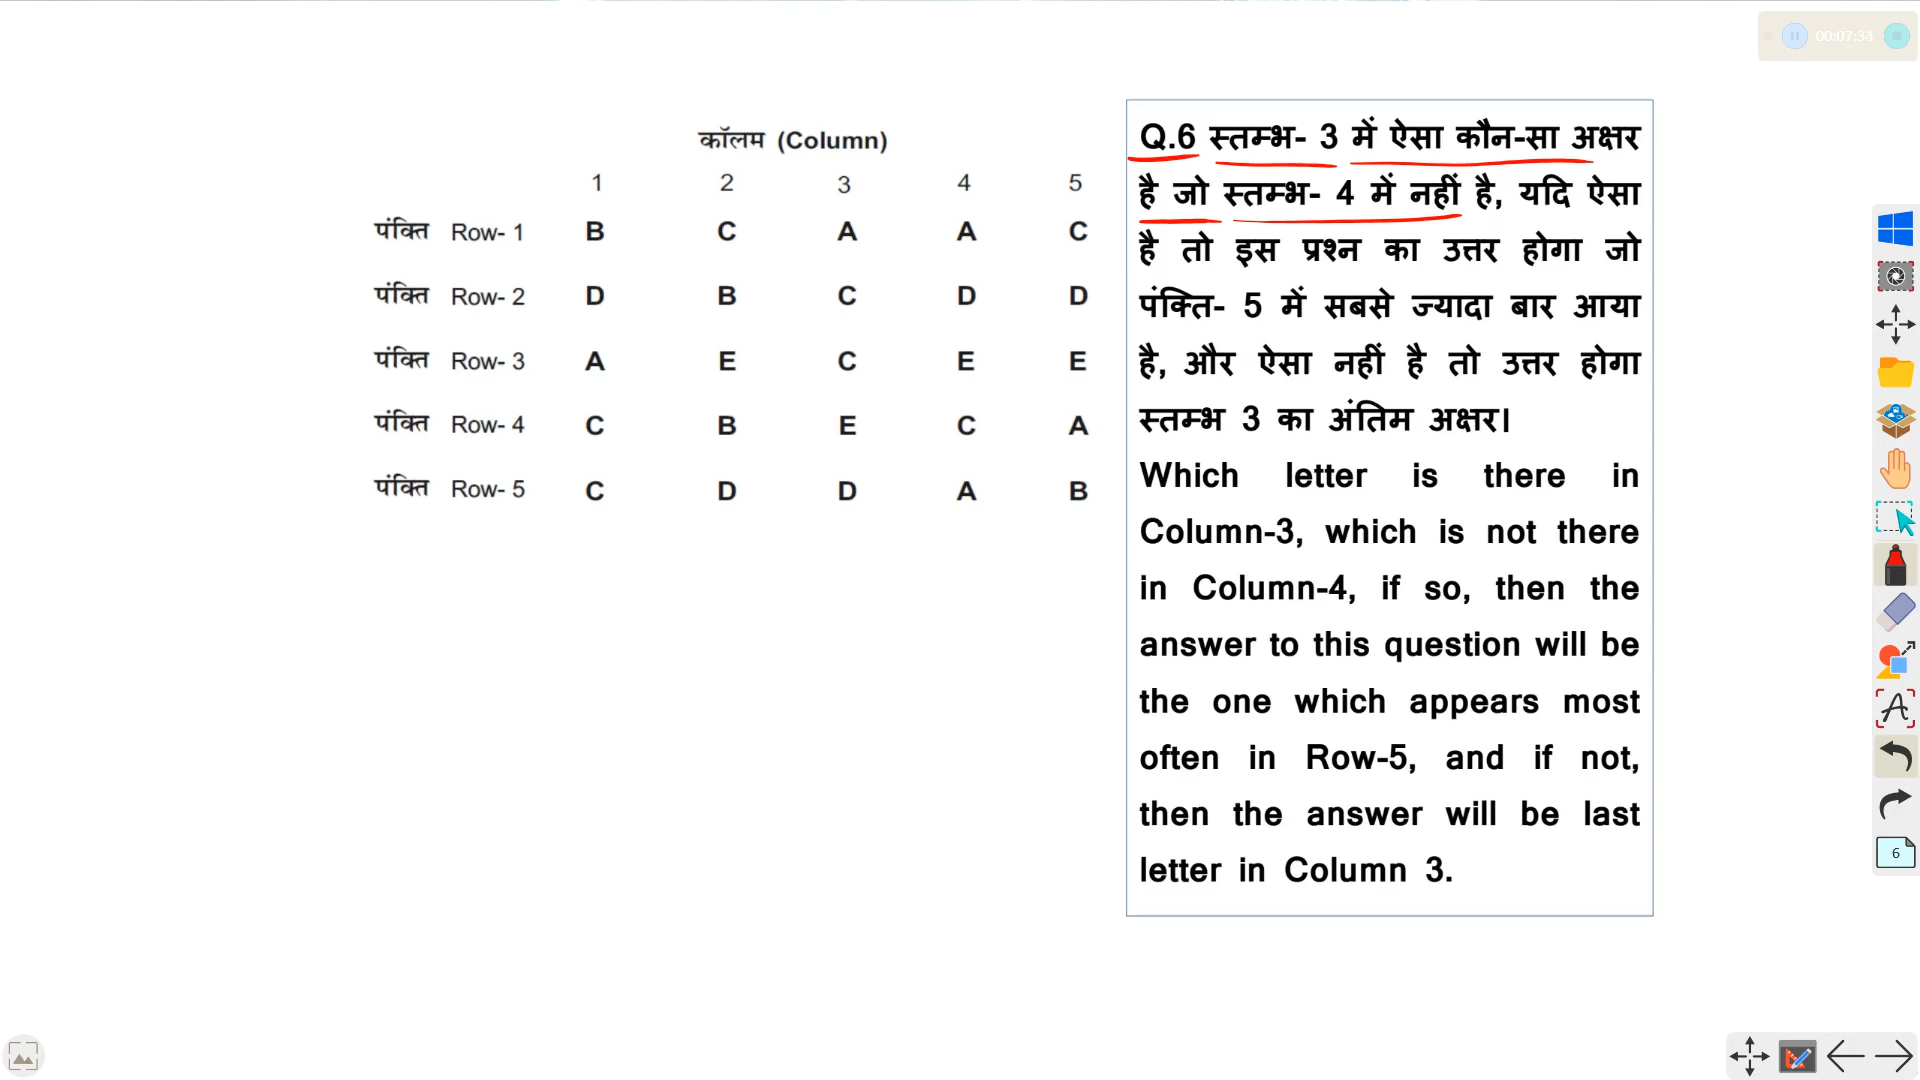 00:07:34
कॉलम (Column)
1 2 3 4 5
पंक्ति Row- 1 B C A A C
पंक्ति Row- 2 D B C D D
पंक्ति Row- 3 A E C E E
पंक्ति Row- 4 C B E C A
पंक्ति Row- 5 C D D A B
Q.6 स्तम्भ- 3 में ऐसा कौन-सा अक्षर
है जो स्तम्भ- 4 में नहीं है, यदि ऐसा
है तो इस प्रश्न का उत्तर होगा जो
पंक्ति- 5 में सबसे ज्यादा बार आया
है, और ऐसा नहीं है तो उत्तर होगा
स्तम्भ 3 का अंतिम अक्षर।
Which letter is there in
Column-3, which is not there
in Column-4, if so, then the
answer to this question will be
the one which appears most
often in Row-5, and if not,
then the answer will be last
letter in Column 3.
6